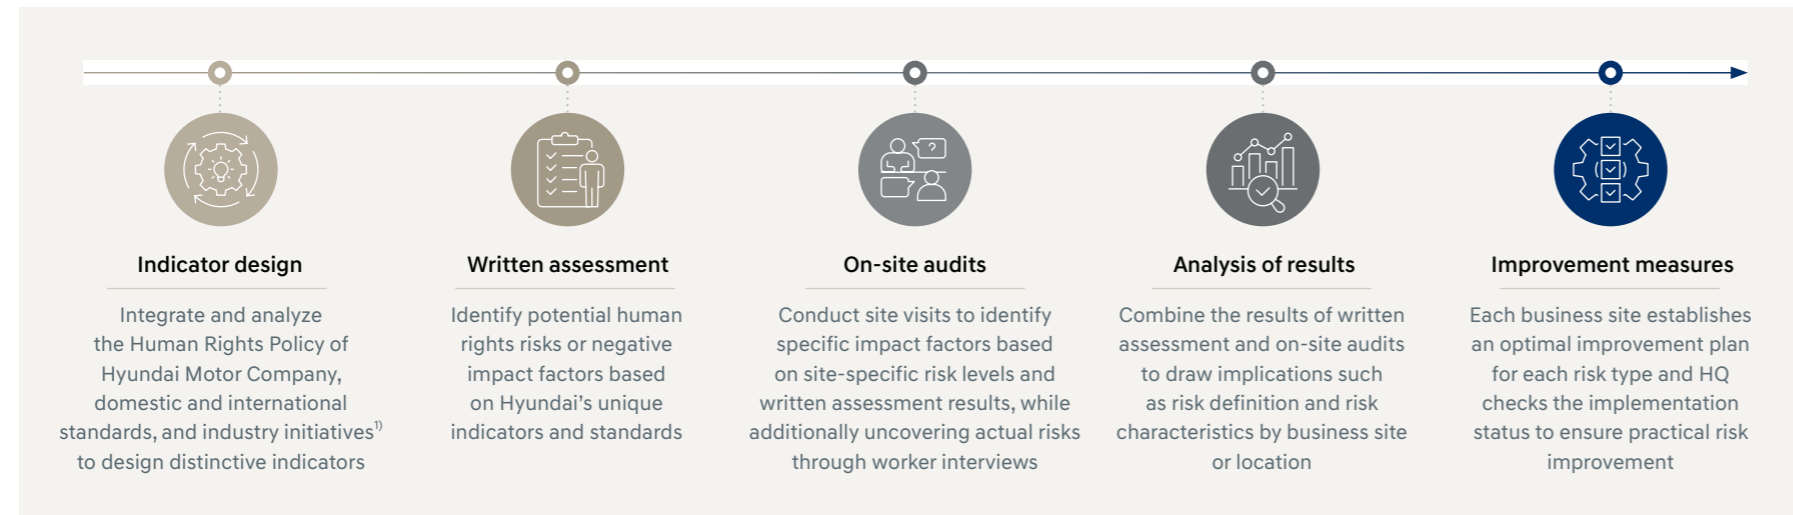 Indicator design
Integrate and analyze
the Human Rights Policy of
Hyundai Motor Company,
domestic and international
standards, and industry initiatives1)
to design distinctive indicators
Written assessment
Identify potential human
rights risks or negative
impact factors based
on Hyundai’s unique
indicators and standards
?
On-site audits
Conduct site visits to identify
specific impact factors based
on site-specific risk levels and
written assessment results, while
additionally uncovering actual risks
through worker interviews
Analysis of results
Combine the results of written
assessment and on-site audits
to draw implications such
as risk definition and risk
characteristics by business site
or location
Improvement measures
Each business site establishes
an optimal improvement plan
for each risk type and HQ
checks the implementation
status to ensure practical risk
improvement